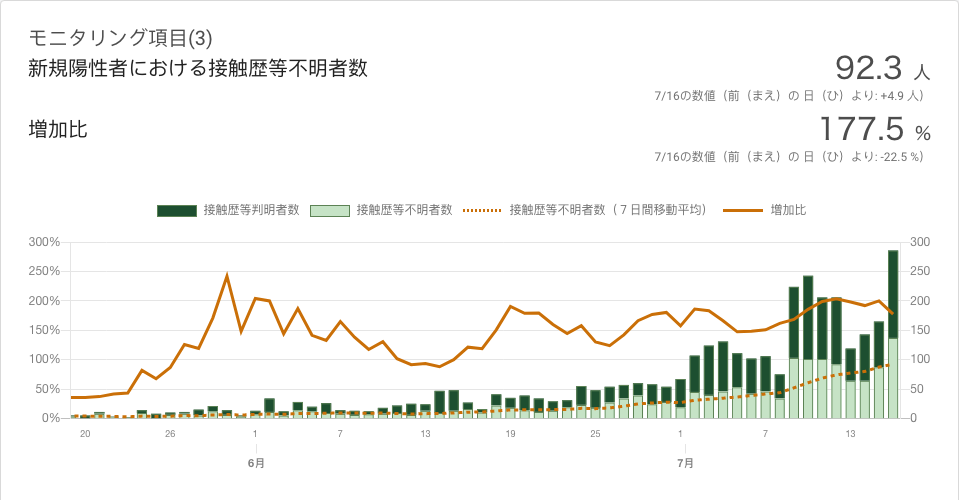 モニタリング項目(3)
新規陽性者における接触歴等不明者数
92.3 人
7/16の数値（前（まえ）の 日（ひ）より: +4.9 人）
増加比
177.5 %
7/16の数値（前（まえ）の 日（ひ）より: -22.5 %）
接触歴等判明者数 接触歴等不明者数 接触歴等不明者数（７日間移動平均） 増加比
300% 300
250% 250
200% 200
150% 150
100% 100
50% 50
0% 0
20 26 1 7 13 19 25 1 7 13
6月 7月